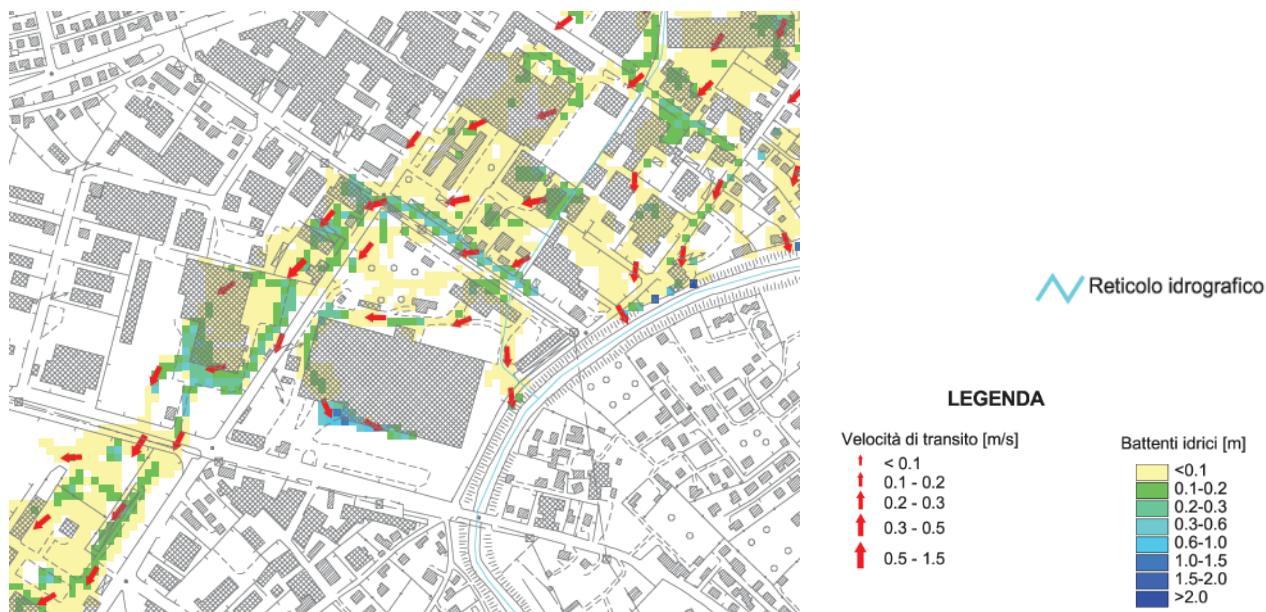 Reticolo idrografico
LEGENDA
Velocità di transito [m/s]
< 0.1
0.1 - 0.2
0.2 - 0.3
0.3 - 0.5
0.5 - 1.5
Battenti idrici [m]
<0.1
0.1-0.2
0.2-0.3
0.3-0.6
0.6-1.0
1.0-1.5
1.5-2.0
>2.0